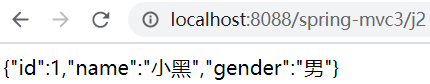 localhost:8088/spring-mvc3/j2
{"id":1,"name":"小黑","gender":"男"}